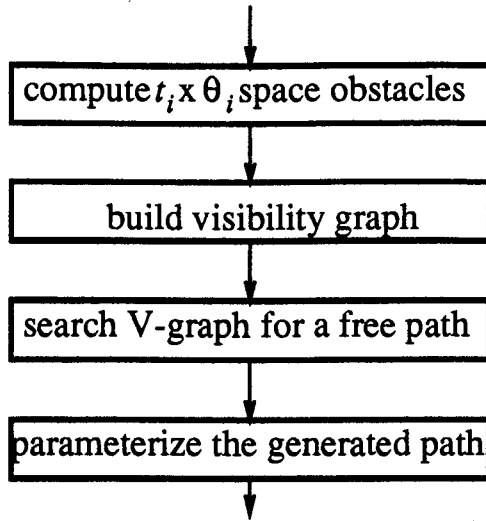 compute t_i x θ_i space obstacles
build visibility graph
search V-graph for a free path
parameterize the generated path